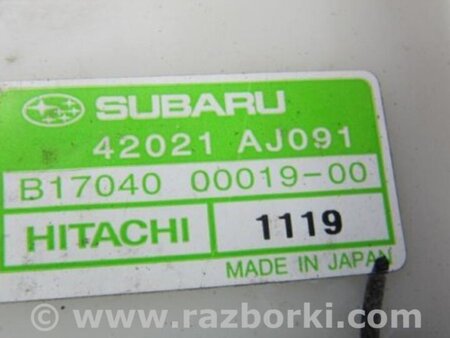 SUBARU
42021 AJ091
B17040 00019-00
HITACHI 1119
MADE IN JAPAN
www.razborki.com